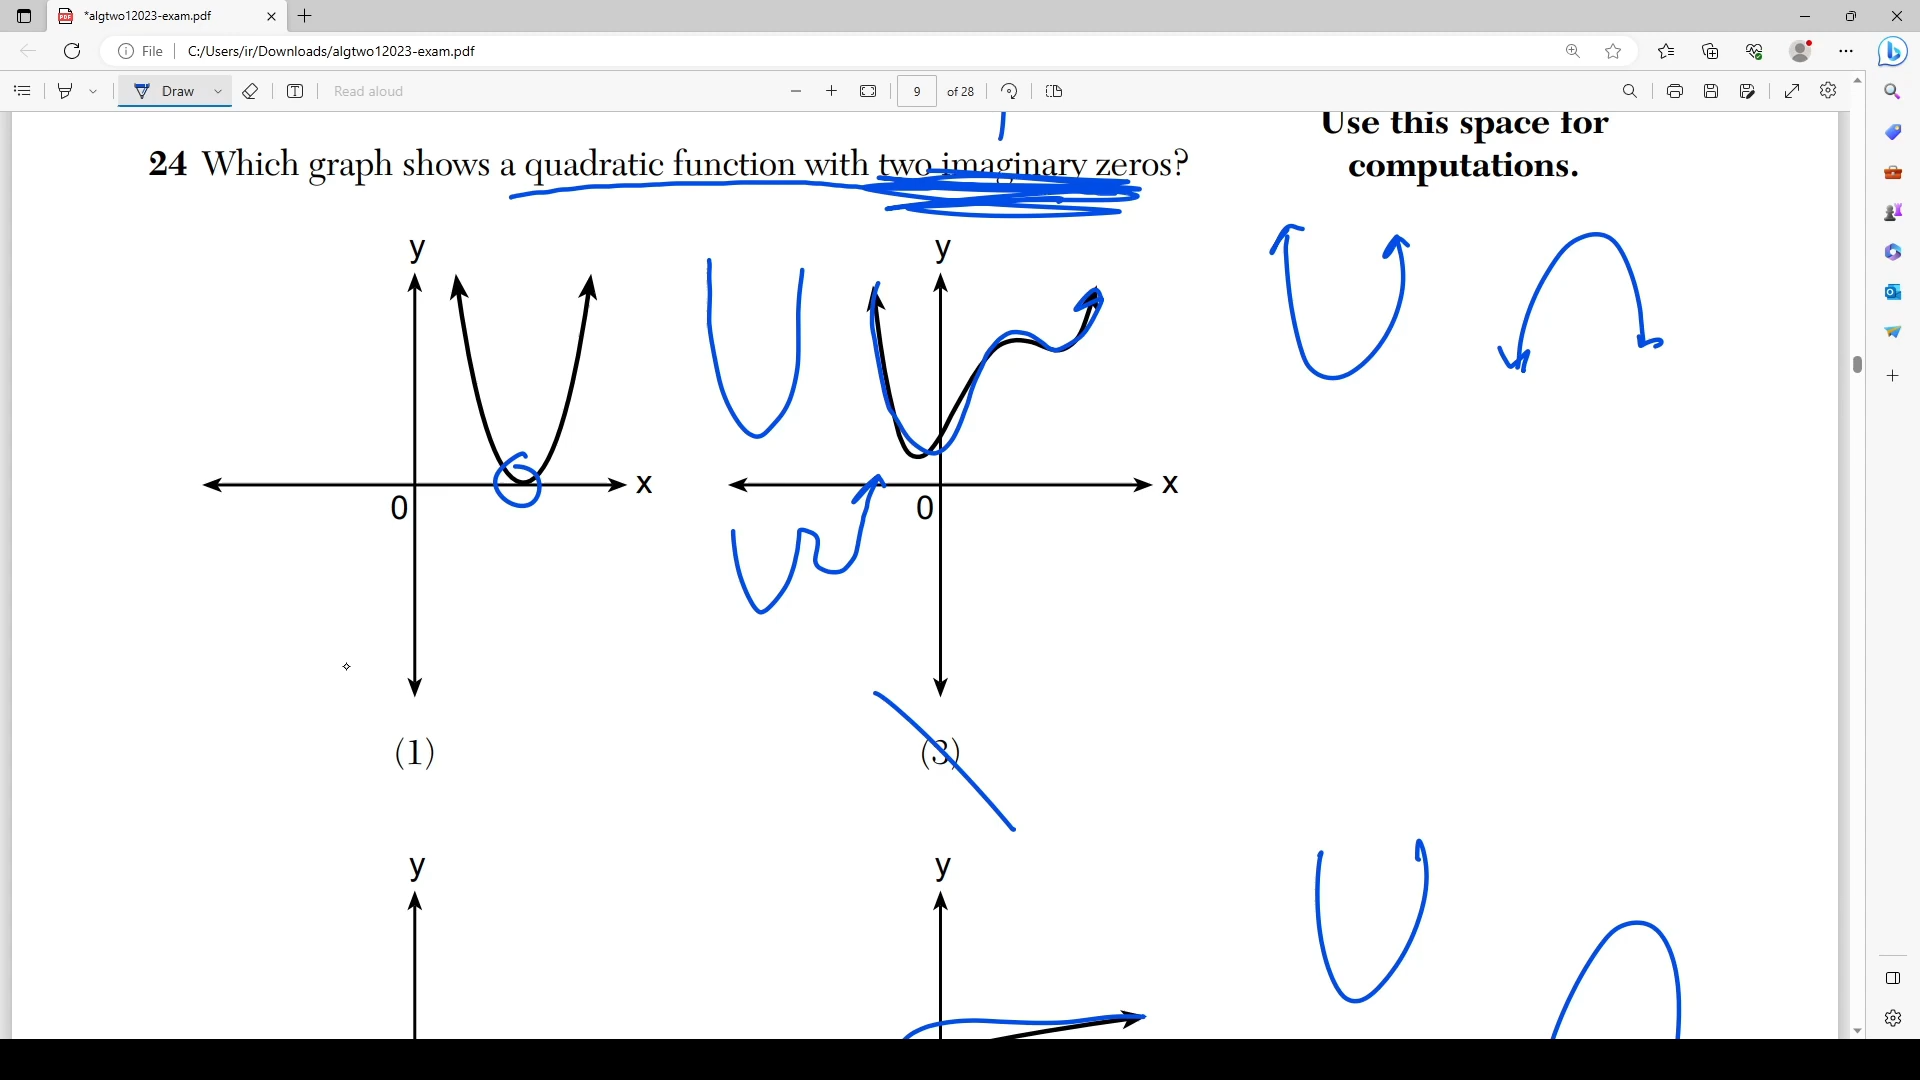 *algtwo12023-exam.pdf
File C:/Users/ir/Downloads/algtwo12023-exam.pdf
Draw Read aloud 9 of 28
Use this space for
computations.
24 Which graph shows a quadratic function with two imaginary zeros?
y y
x x
0 0
(1) (3)
y y